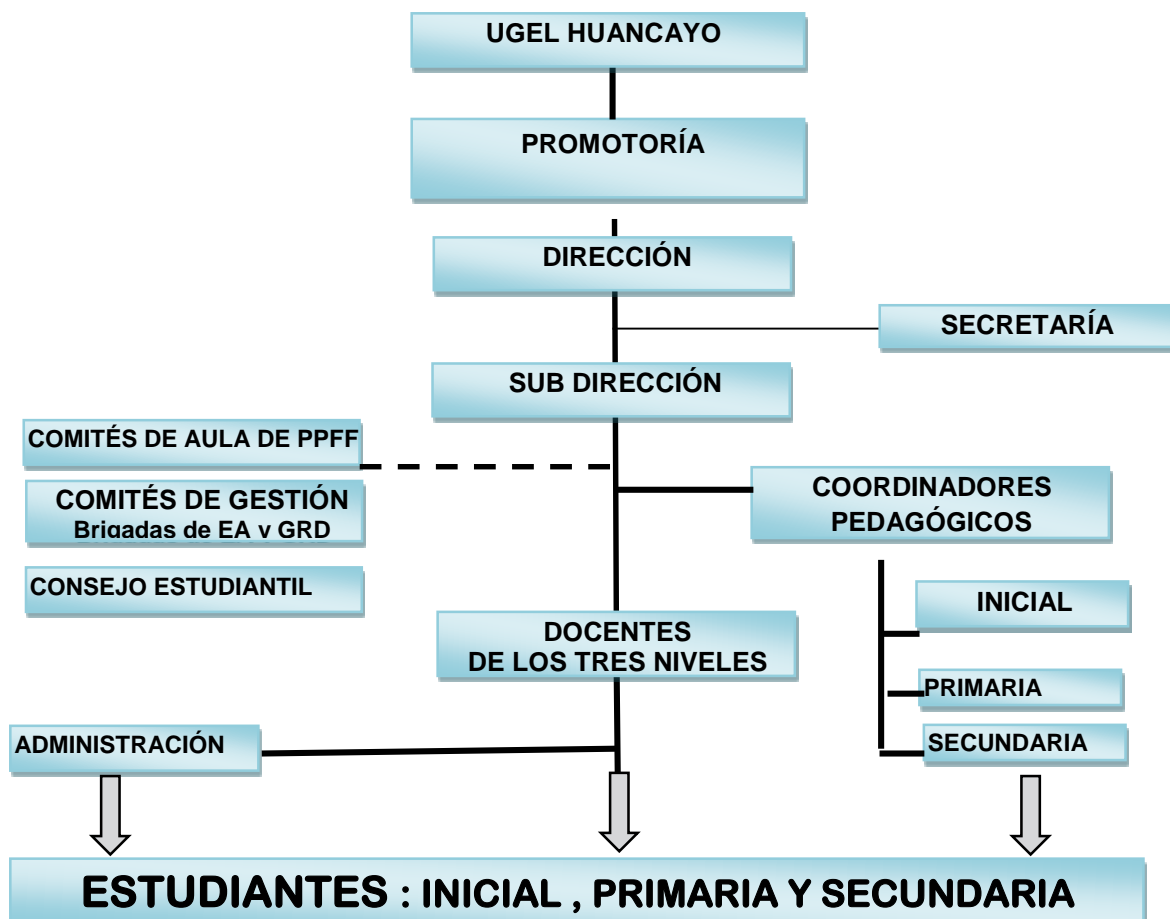 UGEL HUANCAYO
PROMOTORÍA
DIRECCIÓN
SECRETARÍA
SUB DIRECCIÓN
COMITÉS DE AULA DE PPFF
COMITÉS DE GESTIÓN
Brigadas de EA y GRD
CONSEJO ESTUDIANTIL
COORDINADORES
PEDAGÓGICOS
INICIAL
PRIMARIA
SECUNDARIA
DOCENTES
DE LOS TRES NIVELES
ADMINISTRACIÓN
ESTUDIANTES : INICIAL , PRIMARIA Y SECUNDARIA